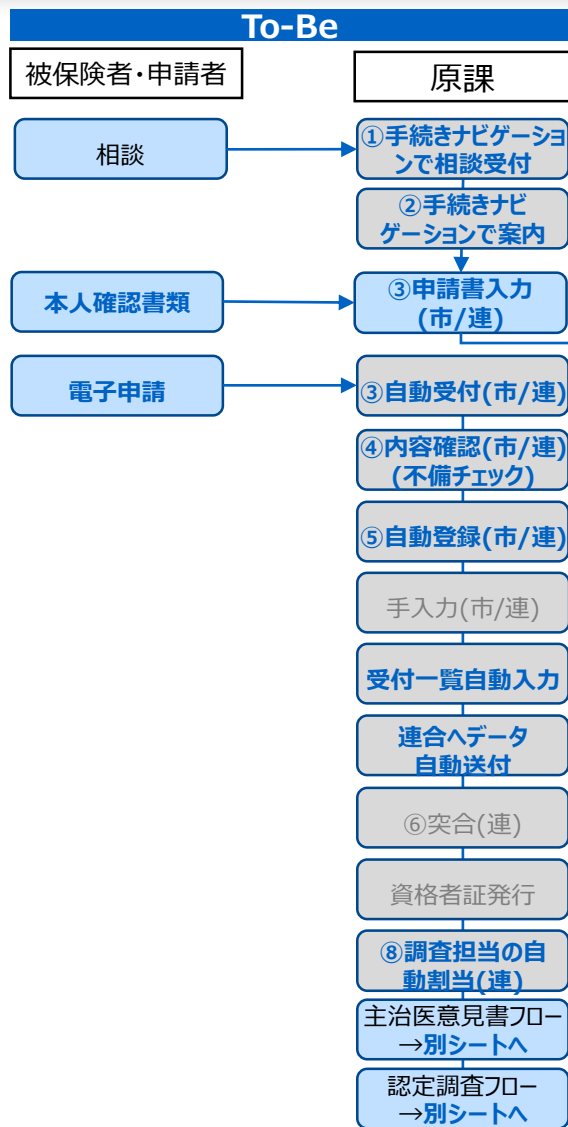 To-Be
被保険者・申請者
原課
相談
①手続きナビゲーショ
ンで相談受付
②手続きナビ
ゲーションで案内
本人確認書類
③申請書入力
(市/連)
電子申請
③自動受付(市/連)
④内容確認(市/連)
(不備チェック)
⑤自動登録(市/連)
手入力(市/連)
受付一覧自動入力
連合へデータ
自動送付
⑥突合(連)
資格者証発行
⑧調査担当の自
動割当(連)
主治医意見書フロー
→別シートへ
認定調査フロー
→別シートへ